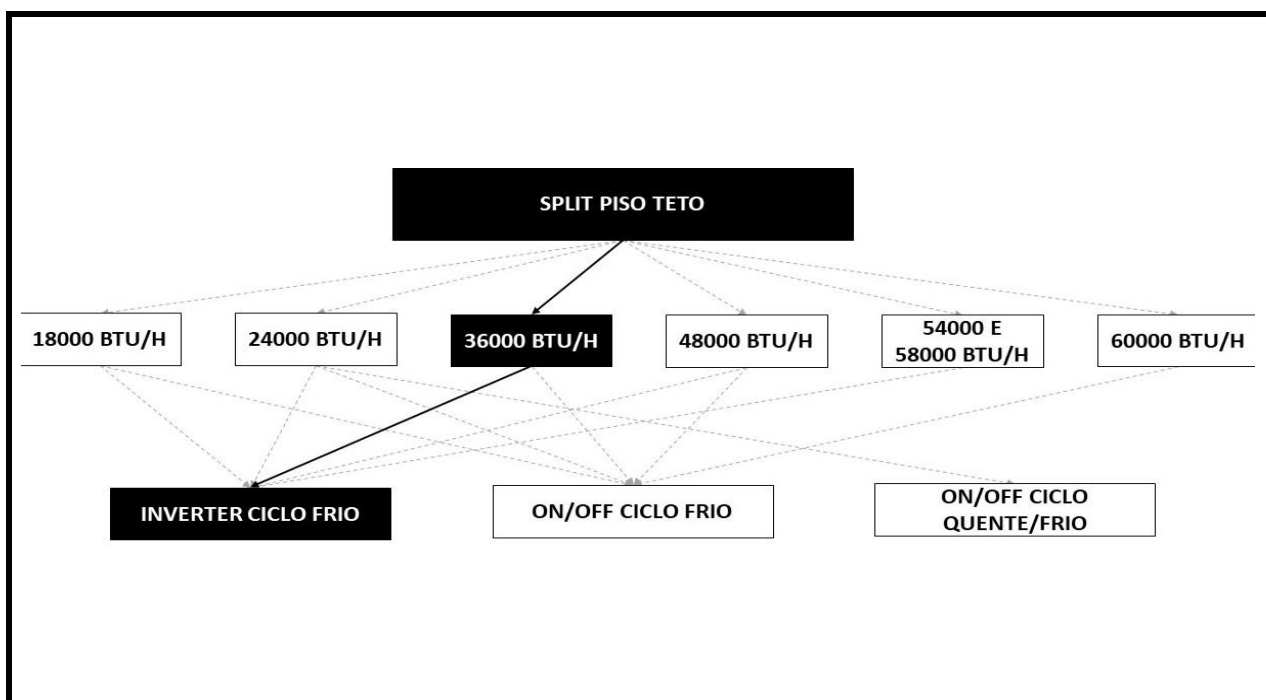 SPLIT PISO TETO
18000 BTU/H
24000 BTU/H
36000 BTU/H
48000 BTU/H
54000 E
58000 BTU/H
60000 BTU/H
INVERTER CICLO FRIO
ON/OFF CICLO FRIO
ON/OFF CICLO
QUENTE/FRIO